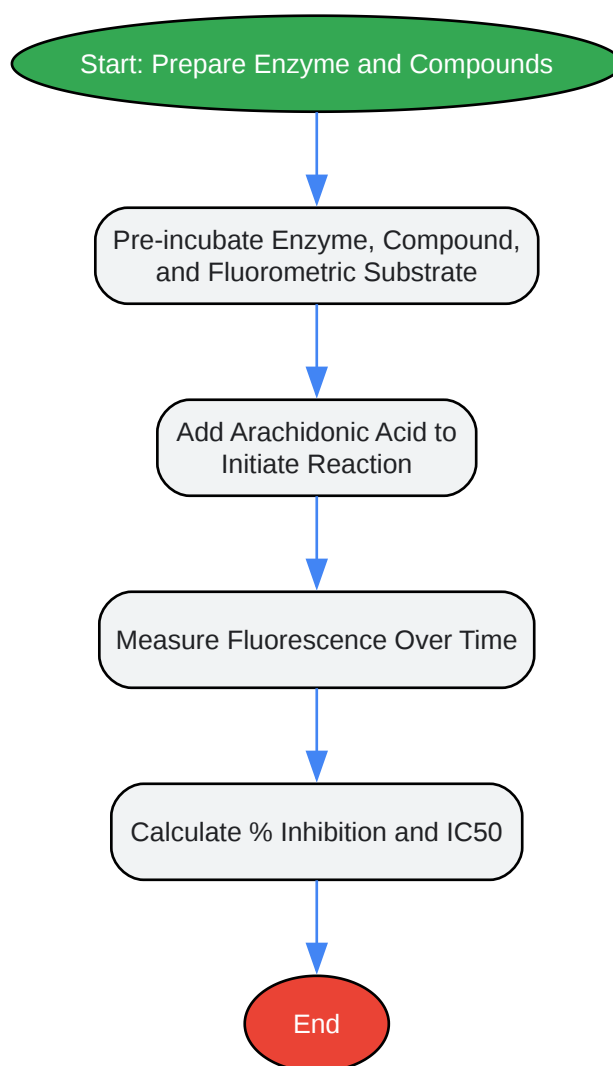 Start: Prepare Enzyme and Compounds
Pre-incubate Enzyme, Compound,
and Fluorometric Substrate
Add Arachidonic Acid to
Initiate Reaction
Measure Fluorescence Over Time
Calculate % Inhibition and IC50
End